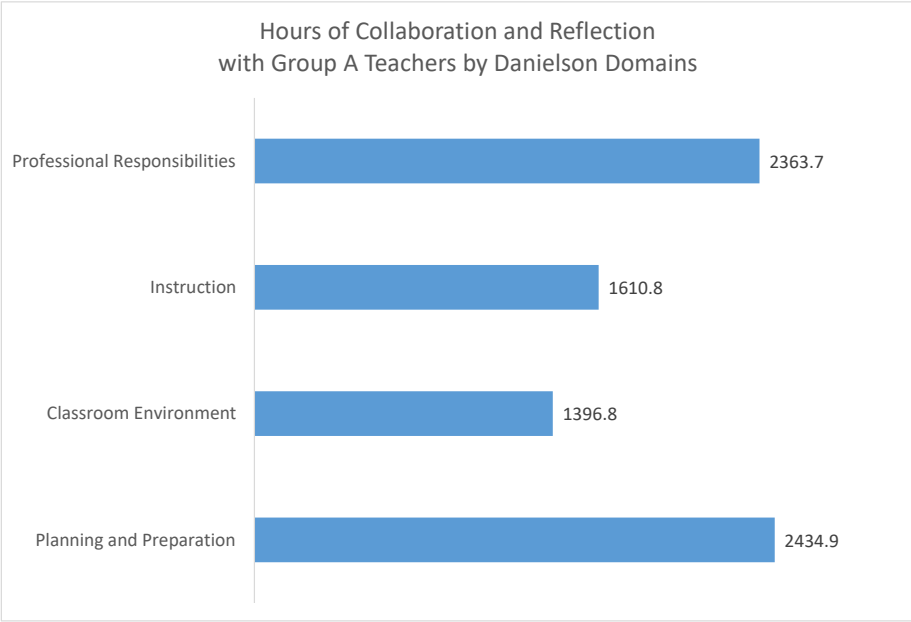 Hours of Collaboration and Reflection
with Group A Teachers by Danielson Domains
Professional Responsibilities
2363.7
Instruction
1610.8
Classroom Environment
1396.8
Planning and Preparation
2434.9